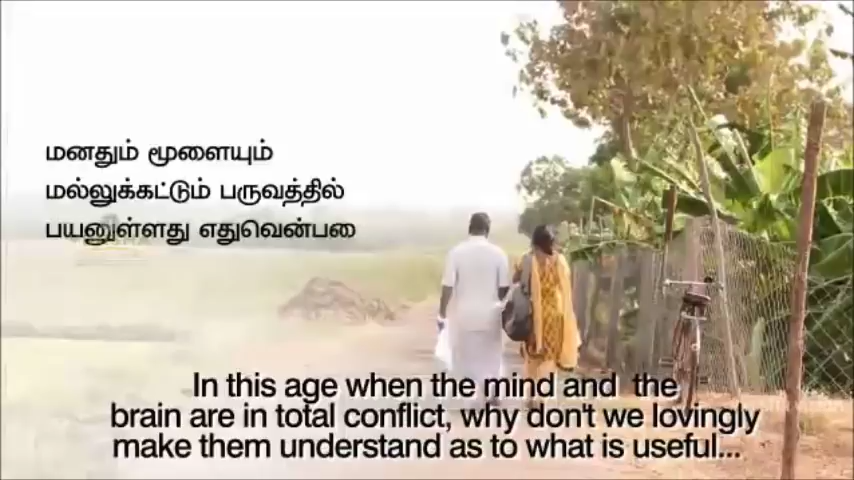 மனதும் மூளையும்
மல்லுக்கட்டும் பருவத்தில்
பயனுள்ளது எதுவென்பதை
In this age when the mind and the
brain are in total conflict, why don't we lovingly
make them understand as to what is useful...